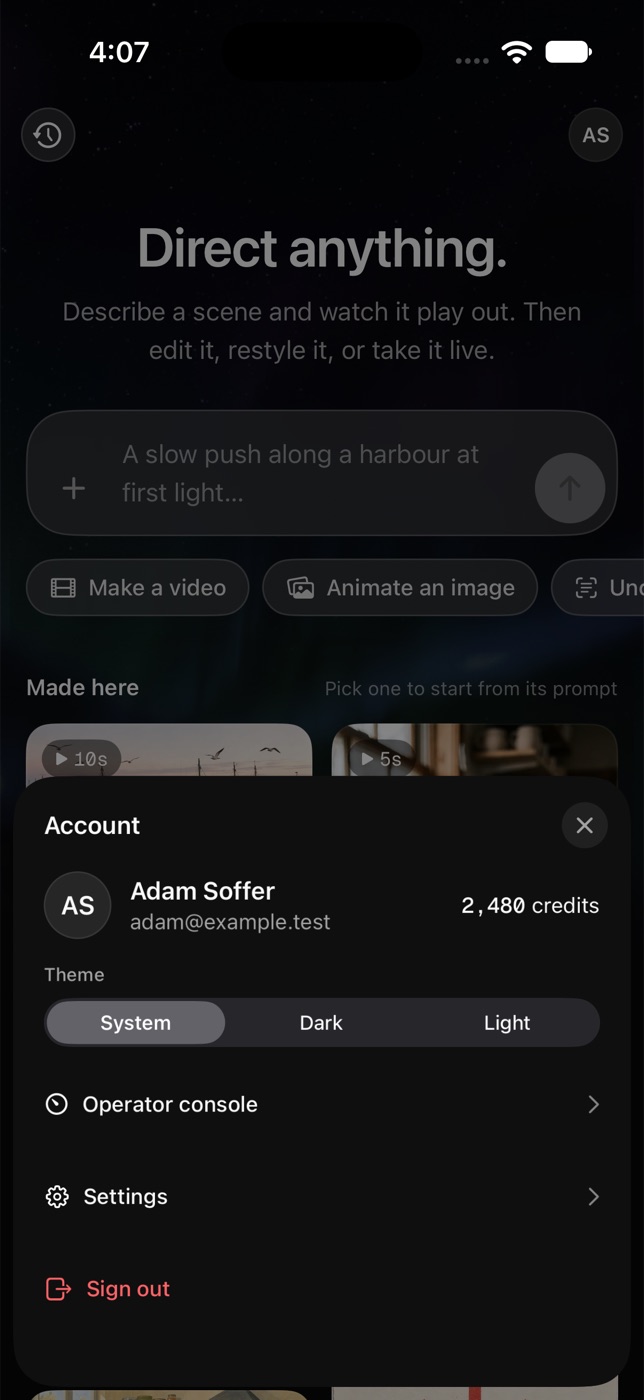 4:07
AS
Direct anything.
Describe a scene and watch it play out. Then
edit it, restyle it, or take it live.
A slow push along a harbour at
first light...
Make a video
Animate an image
Made here
Pick one to start from its prompt
10s
5s
Account
AS
Adam Soffer
adam@example.test
2,480 credits
Theme
System
Dark
Light
Operator console
Settings
Sign out